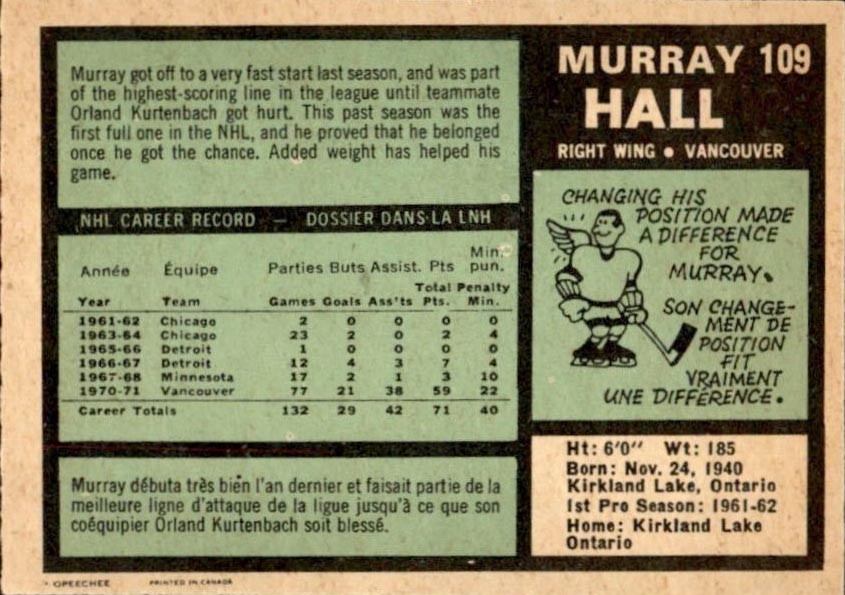 Murray got off to a very fast start last season, and was part
of the highest-scoring line in the league until teammate
Orland Kurtenbach got hurt. This past season was the
first full one in the NHL, and he proved that he belonged
once he got the chance. Added weight has helped his
game.
NHL CAREER RECORD — DOSSIER DANS LA LNH
Année Équipe Parties Buts Assist. Pts Min. pun.
Year Team Games Goals Ass'ts Total Pts. Penalty Min.
1961-62 Chicago 2 0 0 0 0
1963-64 Chicago 23 2 0 2 4
1965-66 Detroit 1 0 0 0 0
1966-67 Detroit 12 4 3 7 4
1967-68 Minnesota 17 2 1 3 10
1970-71 Vancouver 77 21 38 59 22
Career Totals 132 29 42 71 40
Murray débuta très bien l'an dernier et faisait partie de la
meilleure ligne d'attaque de la ligue jusqu'à ce que son
coéquipier Orland Kurtenbach soit blessé.
MURRAY 109
HALL
RIGHT WING • VANCOUVER
CHANGING HIS
POSITION MADE
A DIFFERENCE
FOR
MURRAY.
SON CHANGE-
MENT DE
POSITION
FIT
VRAIMENT
UNE DIFFÉRENCE.
Ht: 6'0" Wt: 185
Born: Nov. 24, 1940
Kirkland Lake, Ontario
1st Pro Season: 1961-62
Home: Kirkland Lake
Ontario
* OPEECHEE PRINTED IN CANADA